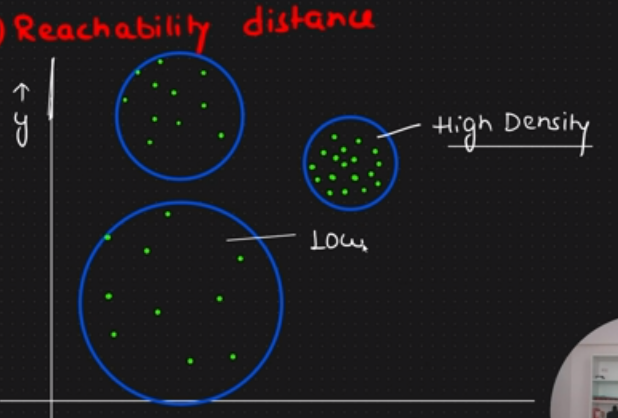 ) Reachability distance
↑
y
High Density
Low